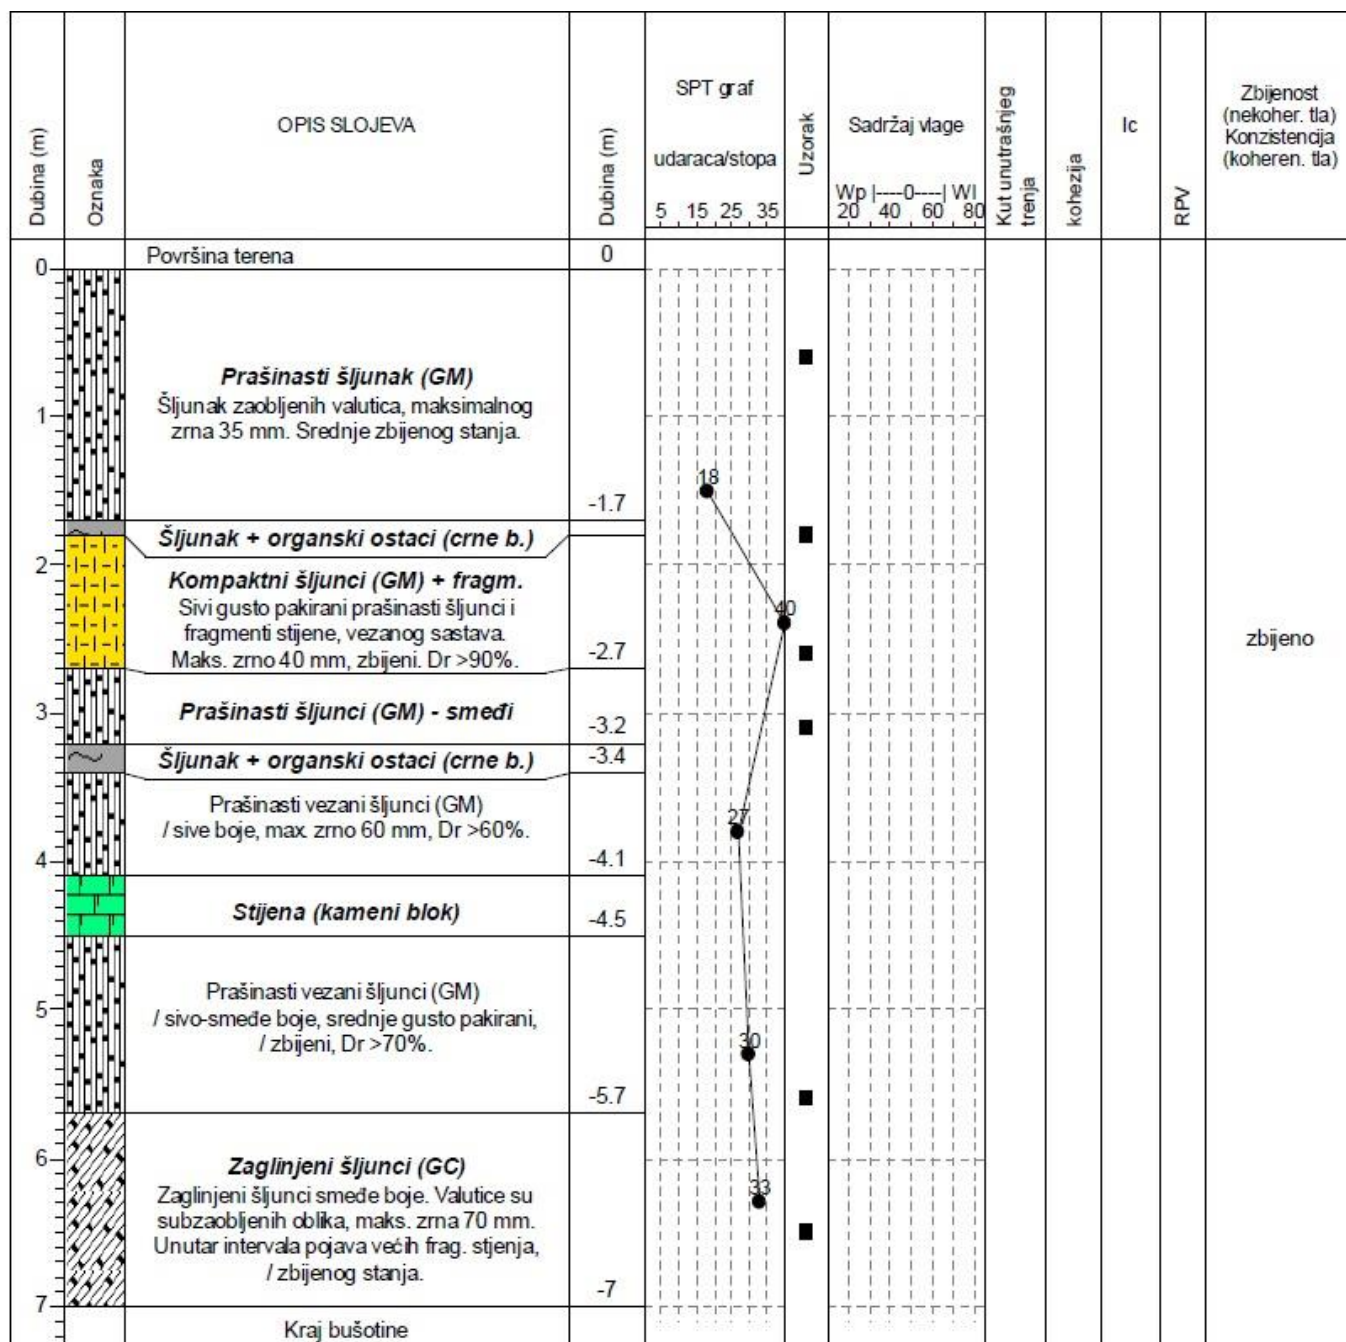 Dubina (m)
Oznaka
OPIS SLOJEVA
Dubina (m)
SPT graf
udaraca/stopa
5 15 25 35
Uzorak
Sadržaj vlage
Wp |----0----| Wl
20 40 60 80
Kut unutrašnjeg
trenja
kohezija
Ic
RPV
Zbijenost
(nekoher. tla)
Konzistencija
(koheren. tla)
Površina terena
0
0
Prašinasti šljunak (GM)
Šljunak zaobljenih valutica, maksimalnog
zrna 35 mm. Srednje zbijenog stanja.
1
18
-1.7
Šljunak + organski ostaci (crne b.)
2
Kompaktni šljunci (GM) + fragm.
Sivi gusto pakirani prašinasti šljunci i
fragmenti stijene, vezanog sastava.
Maks. zrno 40 mm, zbijeni. Dr >90%.
40
-2.7
zbijeno
3
Prašinasti šljunci (GM) - smeđi
-3.2
Šljunak + organski ostaci (crne b.)
-3.4
Prašinasti vezani šljunci (GM)
/ sive boje, max. zrno 60 mm, Dr >60%.
27
4
-4.1
Stijena (kameni blok)
-4.5
Prašinasti vezani šljunci (GM)
5
/ sivo-smeđe boje, srednje gusto pakirani,
/ zbijeni, Dr >70%.
30
-5.7
6
Zaglinjeni šljunci (GC)
Zaglinjeni šljunci smeđe boje. Valutice su
subzaobljenih oblika, maks. zrna 70 mm.
Unutar intervala pojava većih frag. stjenja,
/ zbijenog stanja.
33
-7
7
Kraj bušotine